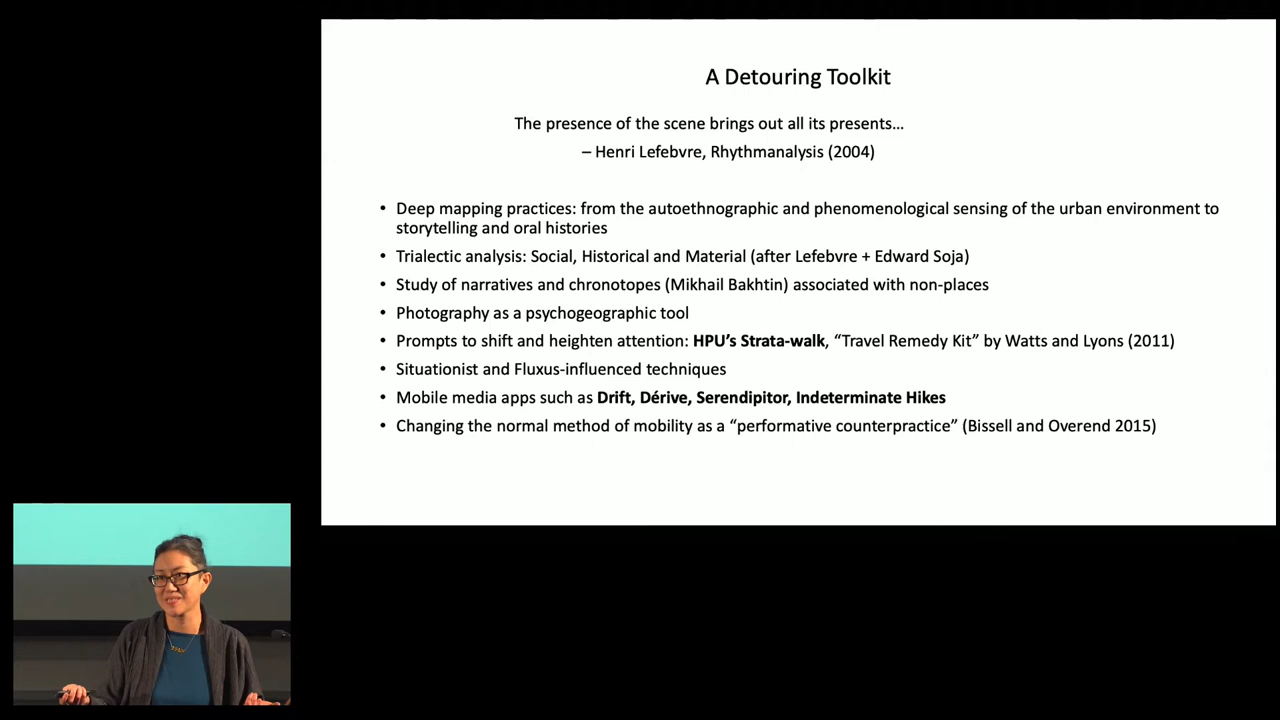 A Detouring Toolkit
The presence of the scene brings out all its presents…
– Henri Lefebvre, Rhythmanalysis (2004)
• Deep mapping practices: from the autoethnographic and phenomenological sensing of the urban environment to
storytelling and oral histories
• Trialectic analysis: Social, Historical and Material (after Lefebvre + Edward Soja)
• Study of narratives and chronotopes (Mikhail Bakhtin) associated with non-places
• Photography as a psychogeographic tool
• Prompts to shift and heighten attention: HPU’s Strata-walk, “Travel Remedy Kit” by Watts and Lyons (2011)
• Situationist and Fluxus-influenced techniques
• Mobile media apps such as Drift, Dérive, Serendipitor, Indeterminate Hikes
• Changing the normal method of mobility as a “performative counterpractice” (Bissell and Overend 2015)